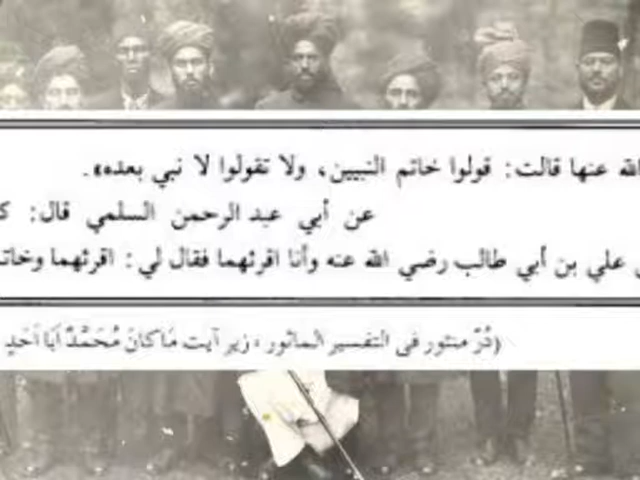 الله عنها قالت: قولوا خاتم النبيين، ولا تقولوا لا نبي بعده».
عن أبي عبد الرحمن السلمي قال:
علي بن أبي طالب رضي الله عنه وأنا اقرئهما فقال لي: اقرئهما وخاتم
(دُرّ منثور فی التفسیر الماثور، زیر آیت مَاكَانَ مُحَمَّدٌ اَبَا اَحَدٍ